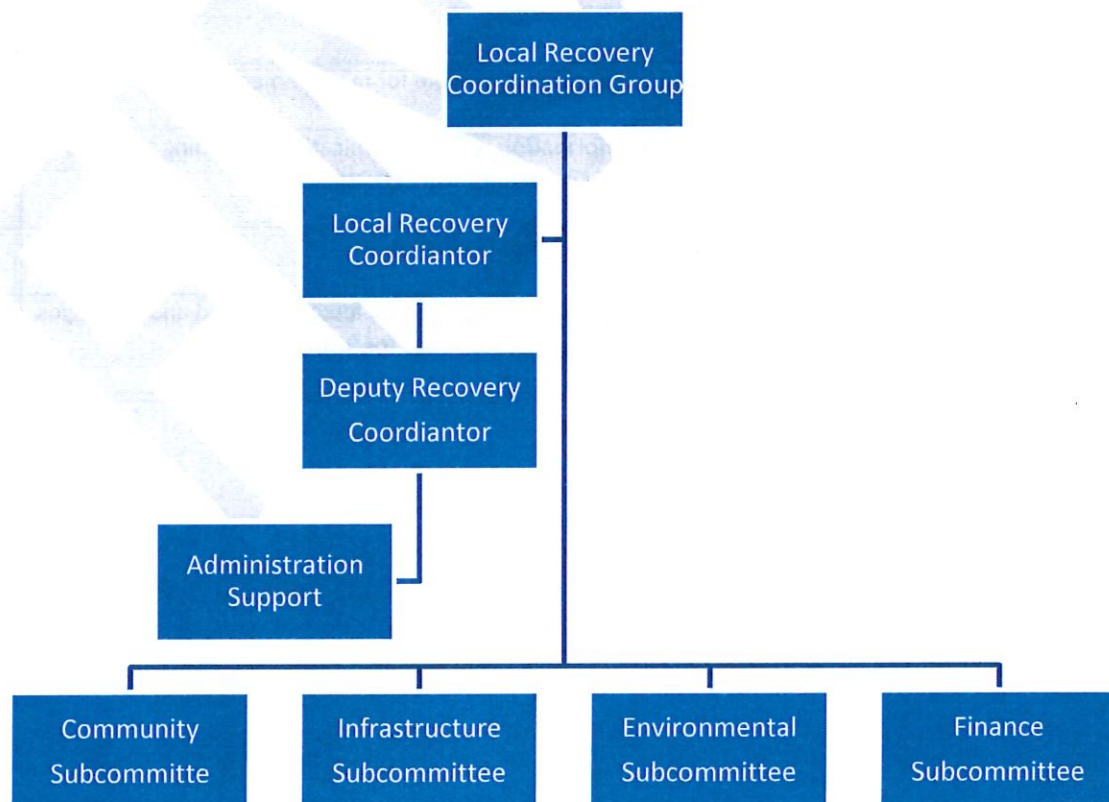 Local Recovery
Coordination Group
Local Recovery
Coordiantor
Deputy Recovery
Coordiantor
Administration
Support
Community
Subcommitte
Infrastructure
Subcommittee
Environmental
Subcommittee
Finance
Subcommittee